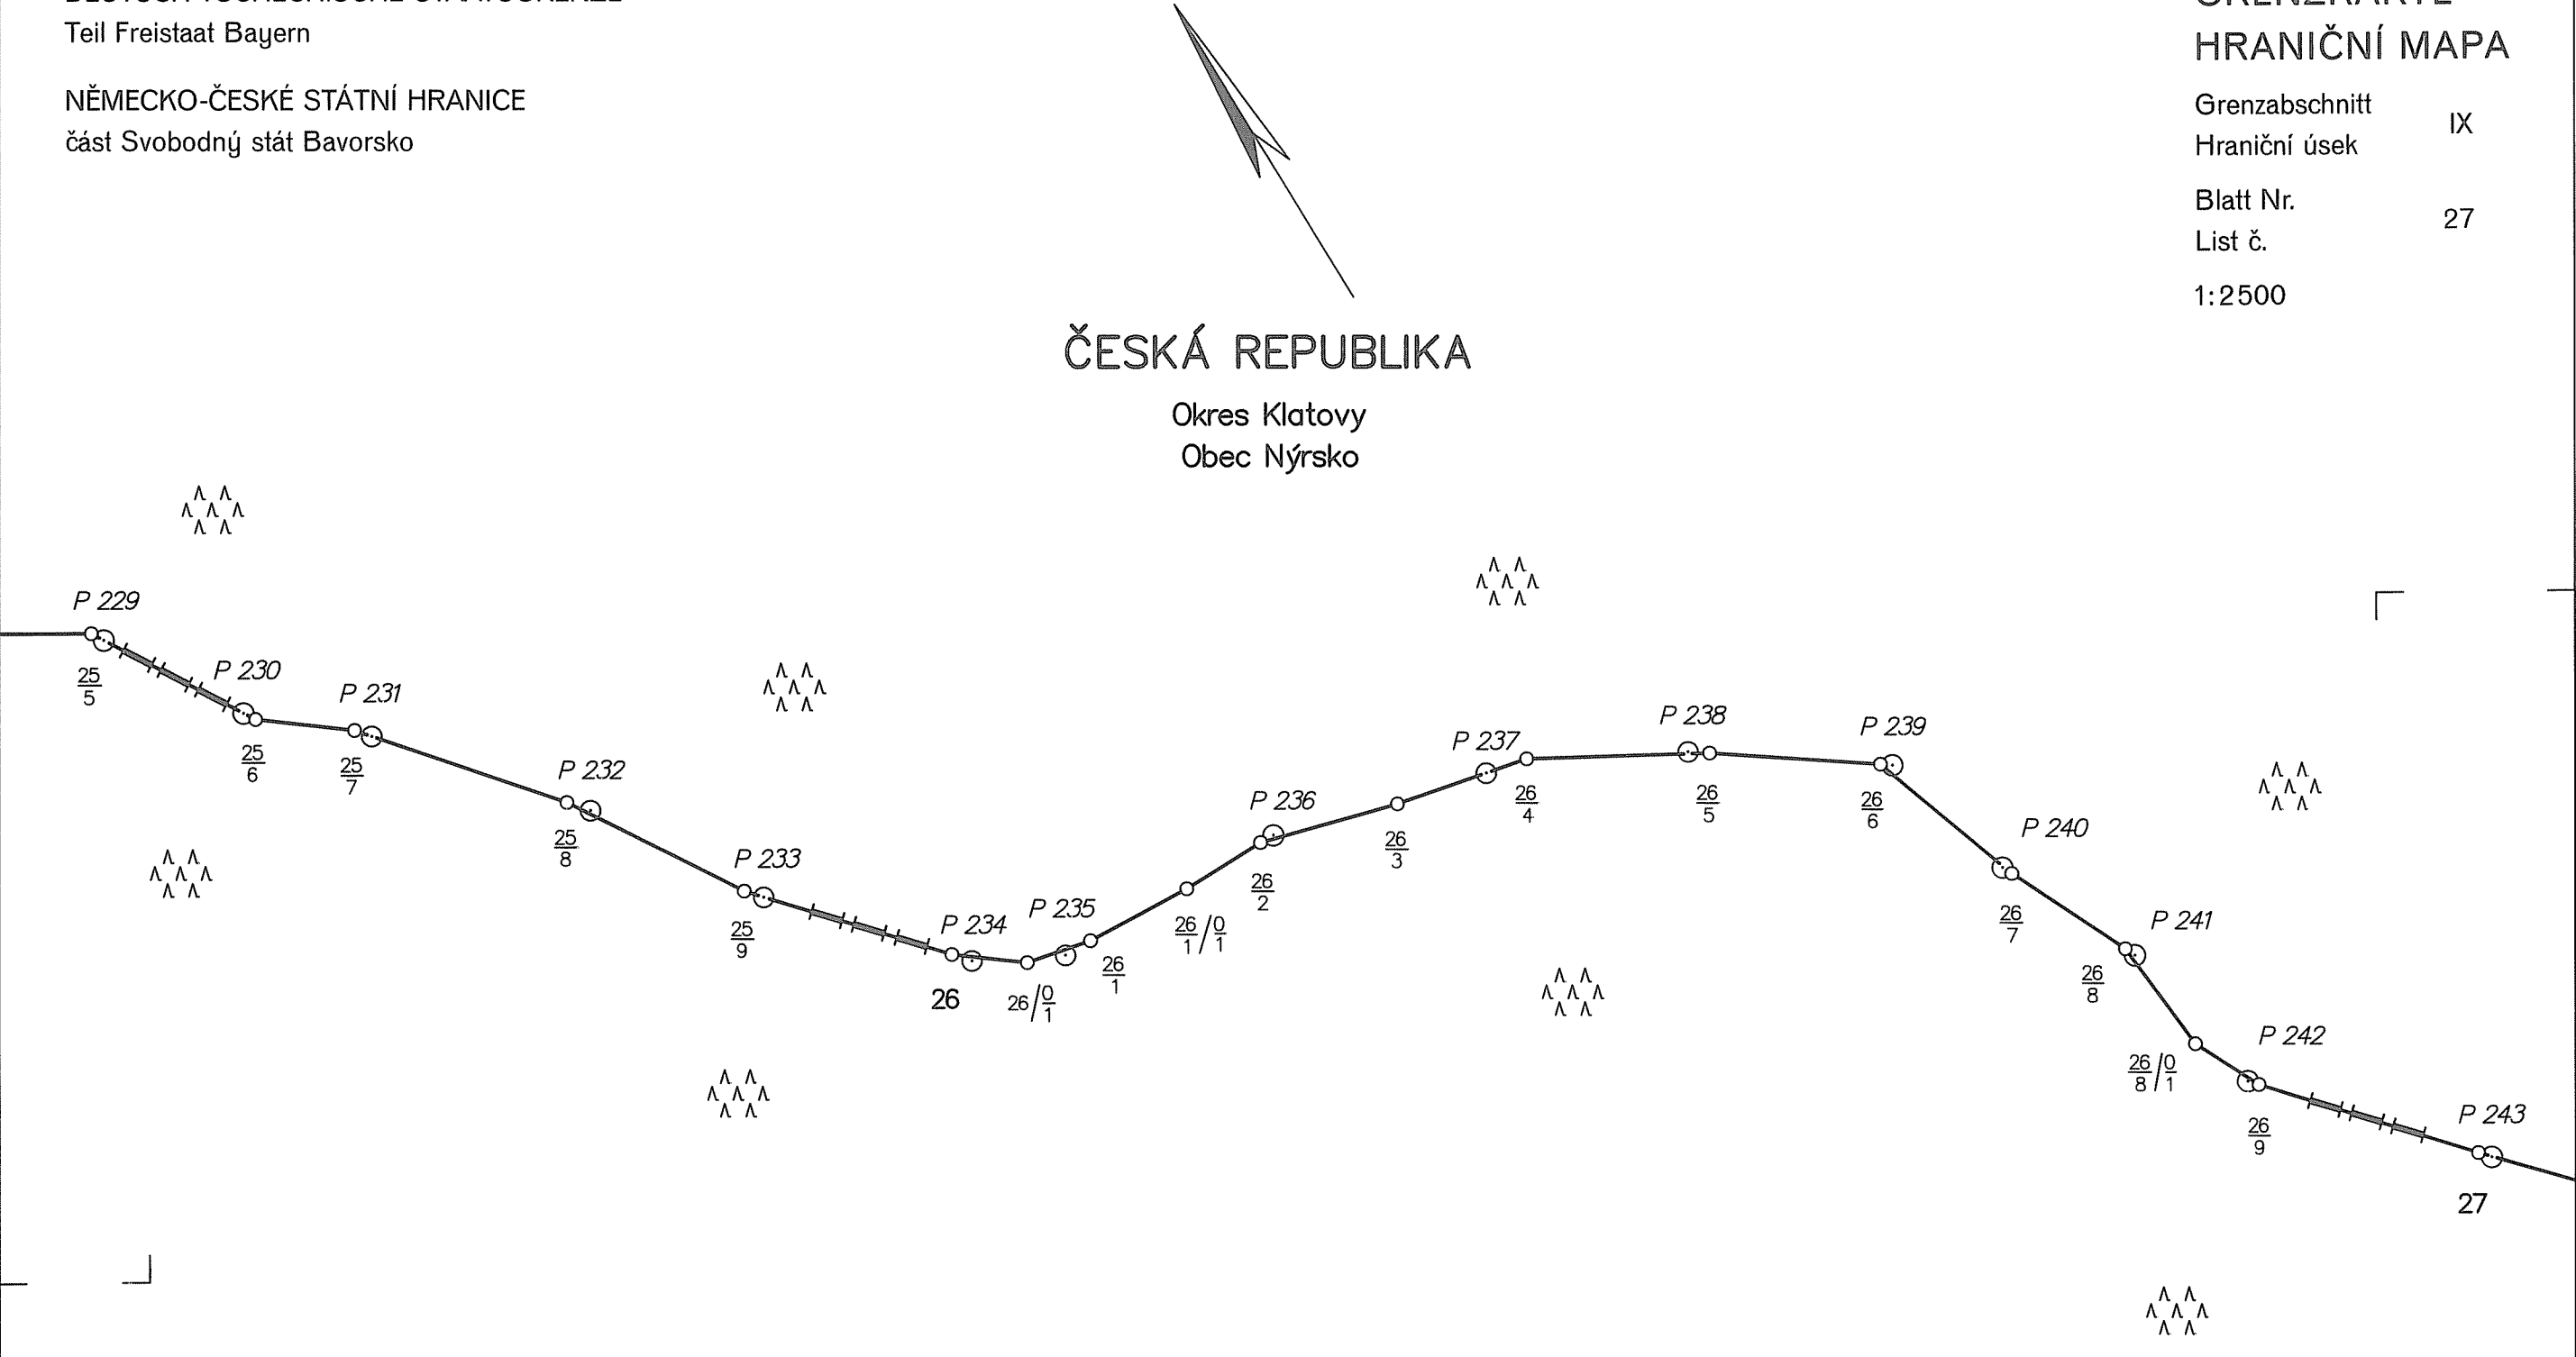 Teil Freistaat Bayern
NĚMECKO-ČESKÉ STÁTNÍ HRANICE
část Svobodný stát Bavorsko
HRANIČNÍ MAPA
Grenzabschnitt
Hraniční úsek
IX
Blatt Nr.
List č.
27
1:2500
ČESKÁ REPUBLIKA
Okres Klatovy
Obec Nýrsko
P 229
25/5
P 230
25/6
P 231
25/7
P 232
25/8
P 233
25/9
P 234
26
26/0/1
P 235
26/1
26/1/0/1
P 236
26/2
26/3
P 237
26/4
P 238
26/5
P 239
26/6
P 240
26/7
P 241
26/8
26/8/0/1
P 242
26/9
P 243
27